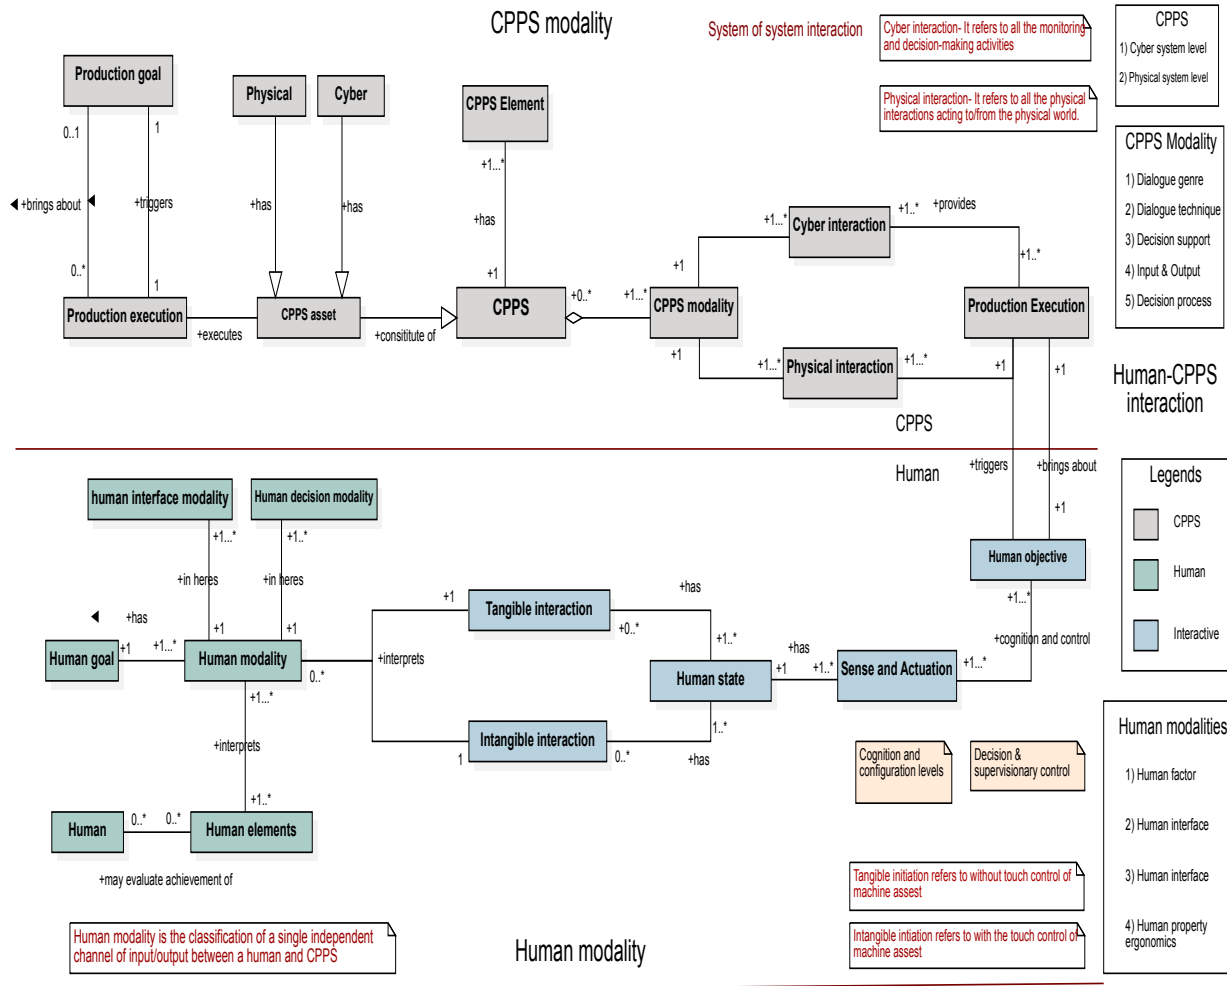 CPPS modality
System of system interaction
Cyber interaction- It refers to all the monitoring
and decision-making activities
Physical interaction- It refers to all the physical
interactions acting to/from the physical world.
CPPS
1) Cyber system level
2) Physical system level
CPPS Modality
1) Dialogue genre
2) Dialogue technique
3) Decision support
4) Input & Output
5) Decision process
Human-CPPS
interaction
Production goal
Physical
Cyber
CPPS Element
0..1
1
+1...*
+brings about
+triggers
+has
+has
+has
0..*
1
+1
Production execution
+executes
CPPS asset
+consititute of
CPPS
+0..*
+1...*
CPPS modality
+1
+1
+1...*
Cyber interaction
+1..*
+provides
+1..*
+1...*
Physical interaction
+1...*
Production Execution
+1
+1
CPPS
Human
+triggers
+brings about
+1
Legends
CPPS
Human
Interactive
human interface modality
Human decision modality
+1...*
+1..*
+in heres
+in heres
+has
+1
+1
Human goal
+1
+1...*
Human modality
0..*
+interprets
+1
Tangible interaction
+0..*
+has
+1..*
1
Intangible interaction
0..*
+has
1..*
Human state
+1
+has
+1..*
Sense and Actuation
+1...*
+cognition and control
+1...*
Human objective
+1...*
+interprets
+1..*
Human
0..*
0..*
Human elements
+may evaluate achievement of
Cognition and
configuration levels
Decision &
supervisionary control
Tangible initiation refers to without touch control of
machine assest
Intangible intiation refers to with the touch control of
machine assest
Human modality is the classification of a single independent
channel of input/output between a human and CPPS
Human modality
Human modalities
1) Human factor
2) Human interface
3) Human interface
4) Human property
ergonomics